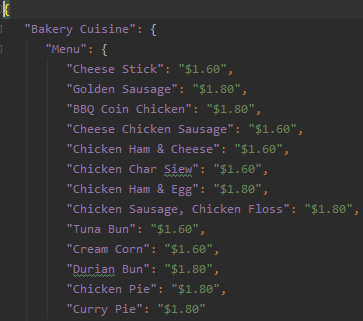 {
"Bakery Cuisine": {
"Menu": {
"Cheese Stick": "$1.60",
"Golden Sausage": "$1.80",
"BBQ Coin Chicken": "$1.80",
"Cheese Chicken Sausage": "$1.60",
"Chicken Ham & Cheese": "$1.60",
"Chicken Char Siew": "$1.60",
"Chicken Ham & Egg": "$1.80",
"Chicken Sausage, Chicken Floss": "$1.80",
"Tuna Bun": "$1.60",
"Cream Corn": "$1.60",
"Durian Bun": "$1.80",
"Chicken Pie": "$1.80",
"Curry Pie": "$1.80"